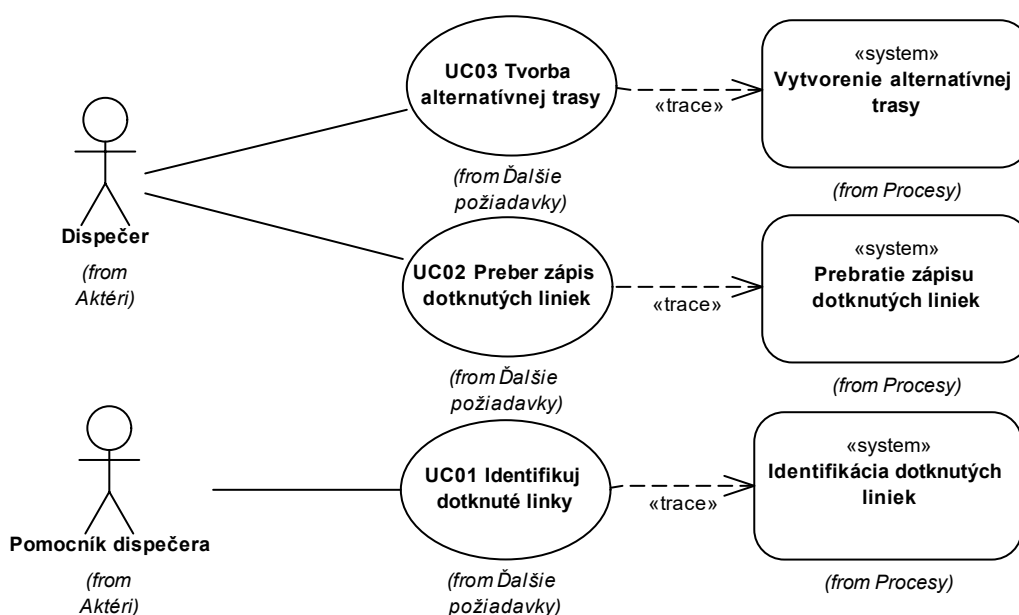 UC03 Tvorba
alternatívnej trasy
(from Ďalšie
požiadavky)
«trace»
«system»
Vytvorenie alternatívnej
trasy
(from Procesy)
Dispečer
(from
Aktéri)
UC02 Preber zápis
dotknutých liniek
(from Ďalšie
požiadavky)
«trace»
«system»
Prebratie zápisu
dotknutých liniek
(from Procesy)
Pomocník dispečera
(from
Aktéri)
UC01 Identifikuj
dotknuté linky
(from Ďalšie
požiadavky)
«trace»
«system»
Identifikácia dotknutých
liniek
(from Procesy)